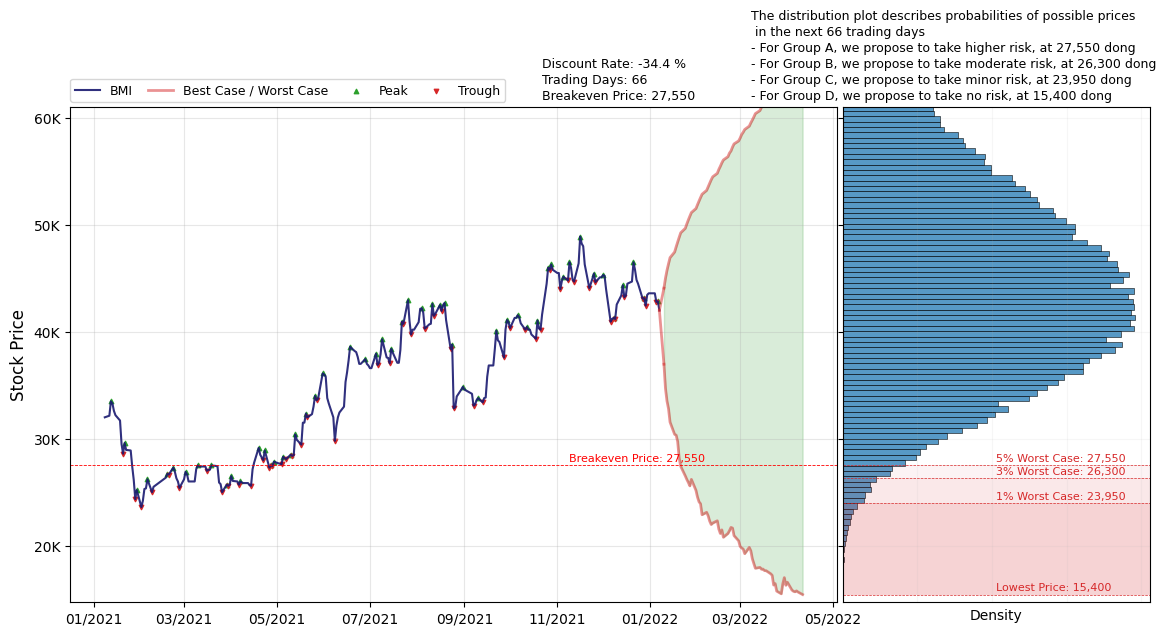 The distribution plot describes probabilities of possible prices
in the next 66 trading days
- For Group A, we propose to take higher risk, at 27,550 dong
- For Group B, we propose to take moderate risk, at 26,300 dong
- For Group C, we propose to take minor risk, at 23,950 dong
- For Group D, we propose to take no risk, at 15,400 dong
Discount Rate: -34.4 %
Trading Days: 66
Breakeven Price: 27,550
BMI
Best Case / Worst Case
Peak
Trough
Stock Price
60K
50K
40K
30K
20K
Breakeven Price: 27,550
5% Worst Case: 27,550
3% Worst Case: 26,300
1% Worst Case: 23,950
Lowest Price: 15,400
01/2021
03/2021
05/2021
07/2021
09/2021
11/2021
01/2022
03/2022
05/2022
Density